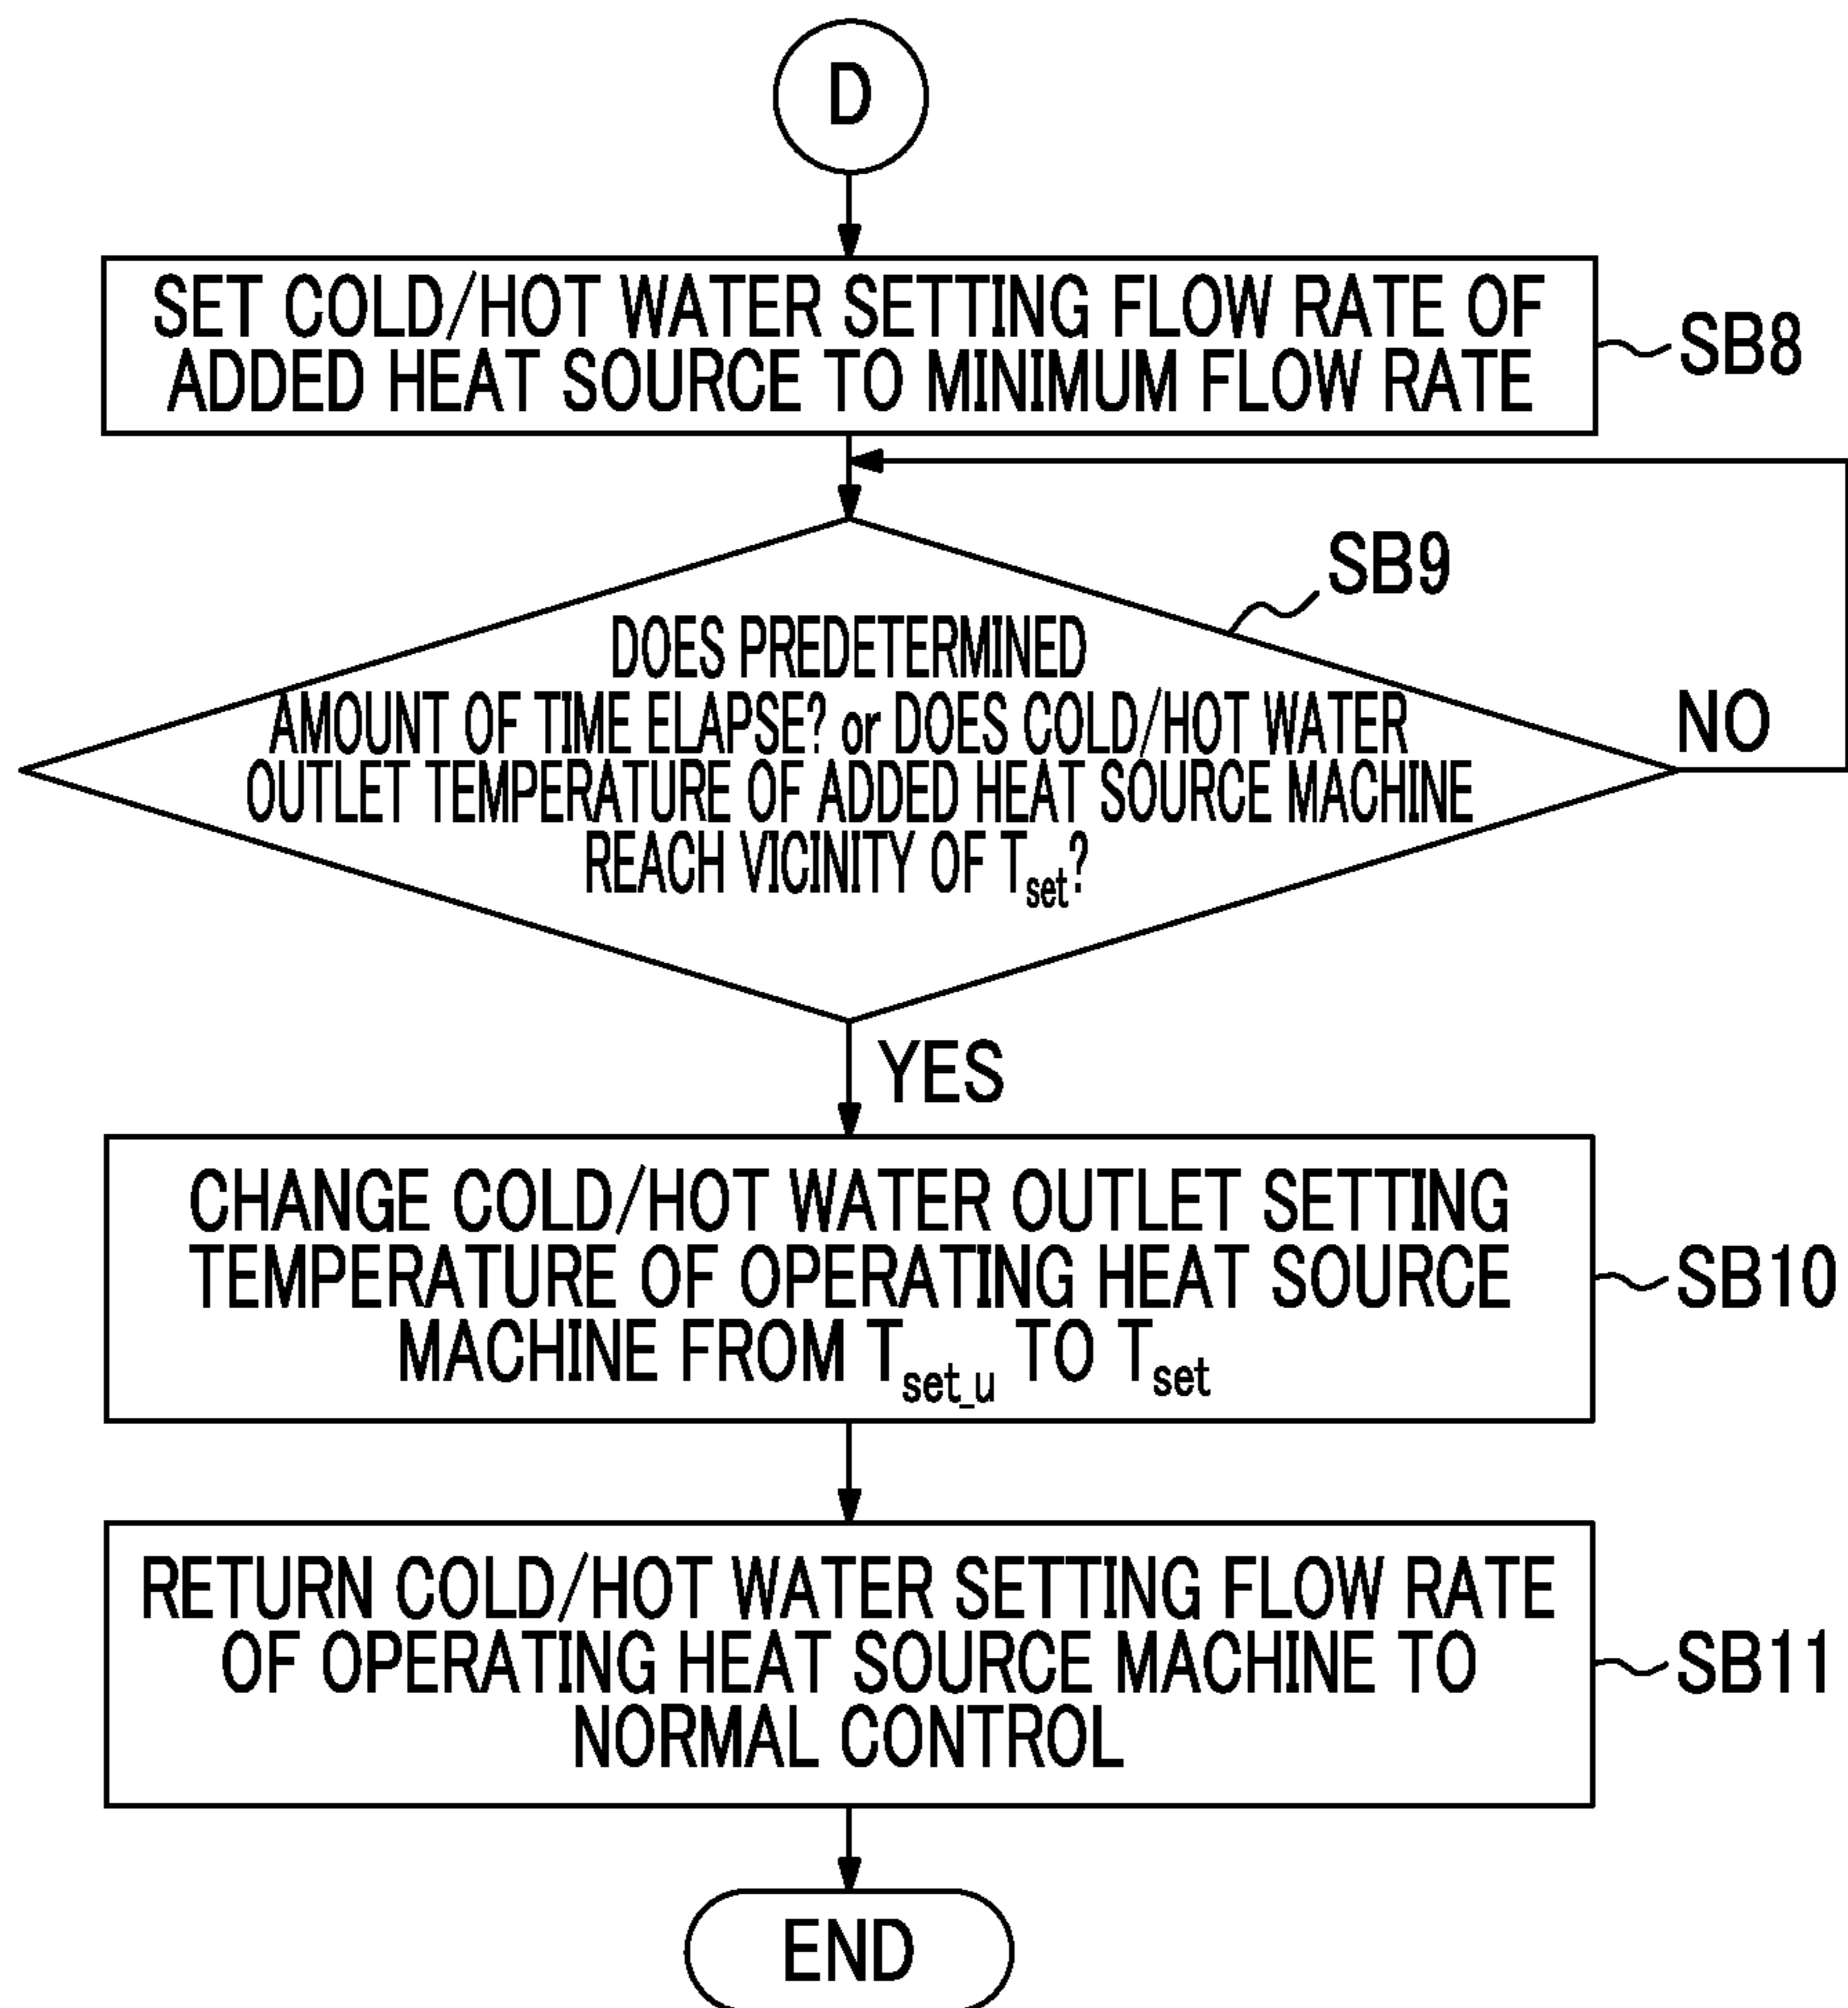 D
SET COLD/HOT WATER SETTING FLOW RATE OF
ADDED HEAT SOURCE TO MINIMUM FLOW RATE
SB8
SB9
DOES PREDETERMINED
AMOUNT OF TIME ELAPSE? or DOES COLD/HOT WATER
OUTLET TEMPERATURE OF ADDED HEAT SOURCE MACHINE
REACH VICINITY OF Tset?
NO
YES
CHANGE COLD/HOT WATER OUTLET SETTING
TEMPERATURE OF OPERATING HEAT SOURCE
MACHINE FROM Tset_u TO Tset
SB10
RETURN COLD/HOT WATER SETTING FLOW RATE
OF OPERATING HEAT SOURCE MACHINE TO
NORMAL CONTROL
SB11
END